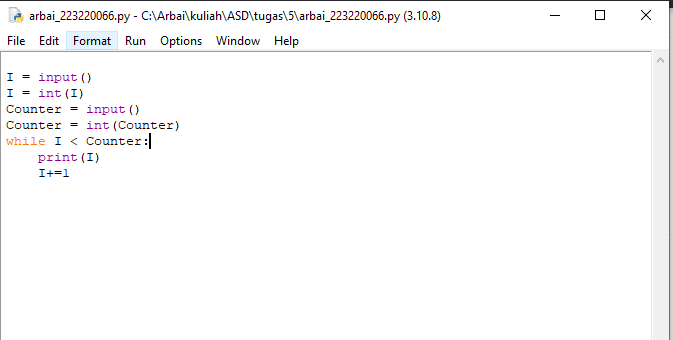 arbai_223220066.py - C:\Arbai\kuliah\ASD\tugas\5\arbai_223220066.py (3.10.8)
File Edit Format Run Options Window Help
I = input()
I = int(I)
Counter = input()
Counter = int(Counter)
while I < Counter:
    print(I)
    I+=1